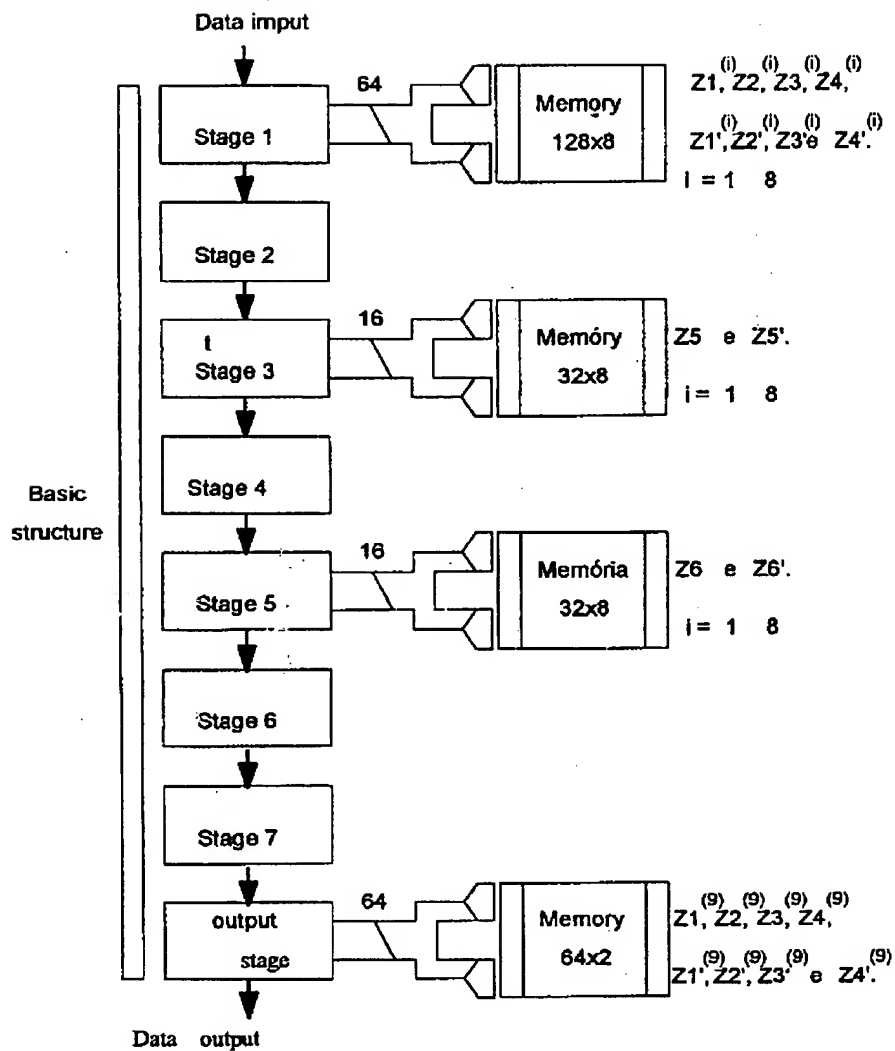 Data imput
64
Stage 1
Memory
128x8
Z1,(i) Z2,(i) Z3,(i) Z4,(i)
Z1',(i) Z2',(i) Z3'(i) e Z4'.(i)
i = 1 8
Stage 2
16
t
Stage 3
Memóry
32x8
Z5 e Z5'.
i = 1 8
Stage 4
Basic
structure
16
Stage 5
Memória
32x8
Z6 e Z6'.
i = 1 8
Stage 6
Stage 7
64
output
stage
Memory
64x2
Z1,(9) Z2,(9) Z3,(9) Z4,(9)
Z1',(9) Z2',(9) Z3'(9) e Z4'.(9)
Data output